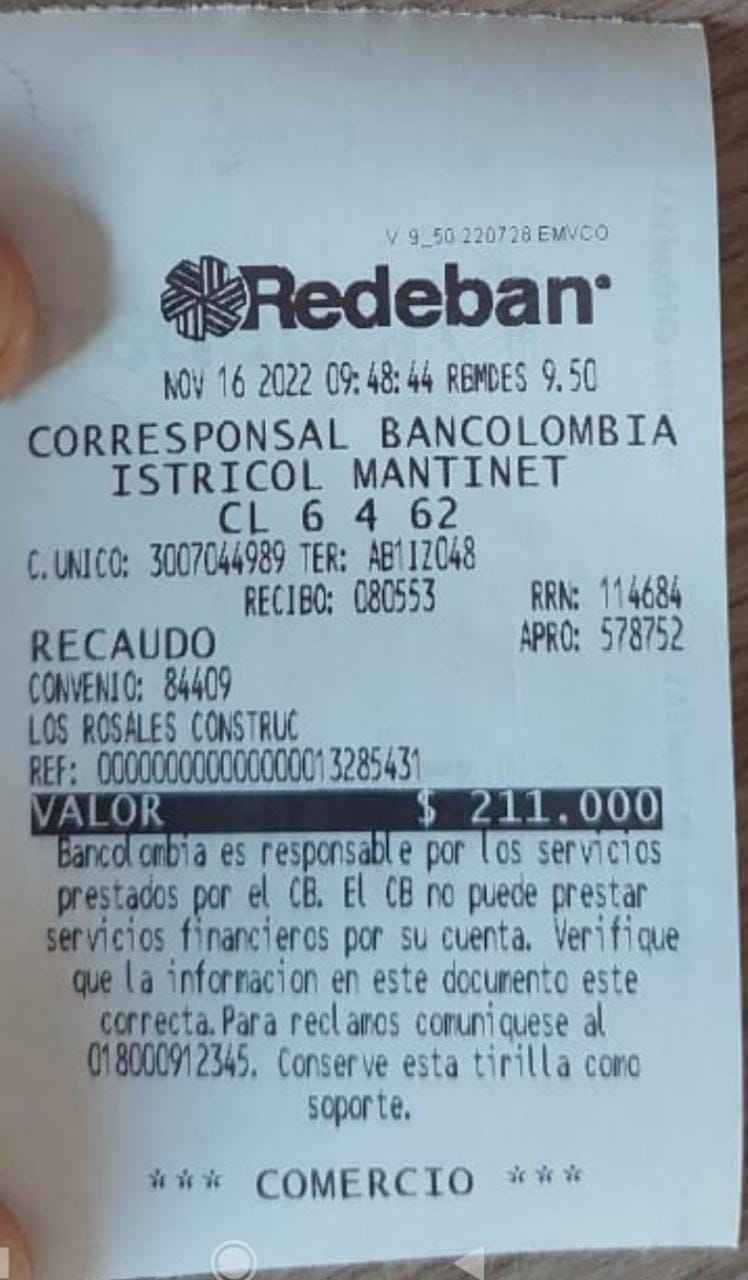 V 9_50 220728 EMVCO
Redeban
NOV 16 2022 09:48:44 RBMDES 9.50
CORRESPONSAL BANCOLOMBIA
ISTRICOL MANTINET
CL 6 4 62
C. UNICO: 3007044989 TER: AB1IZ048
RECIBO: 080553 RRN: 114684
RECAUDO APRO: 578752
CONVENIO: 84409
LOS ROSALES CONSTRUC
REF: 0000000000000000013285431
VALOR $ 211.000
Bancolombia es responsable por los servicios
prestados por el CB. El CB no puede prestar
servicios financieros por su cuenta. Verifique
que la informacion en este documento este
correcta. Para reclamos comuniquese al
018000912345. Conserve esta tirilla como
soporte.
*** COMERCIO ***